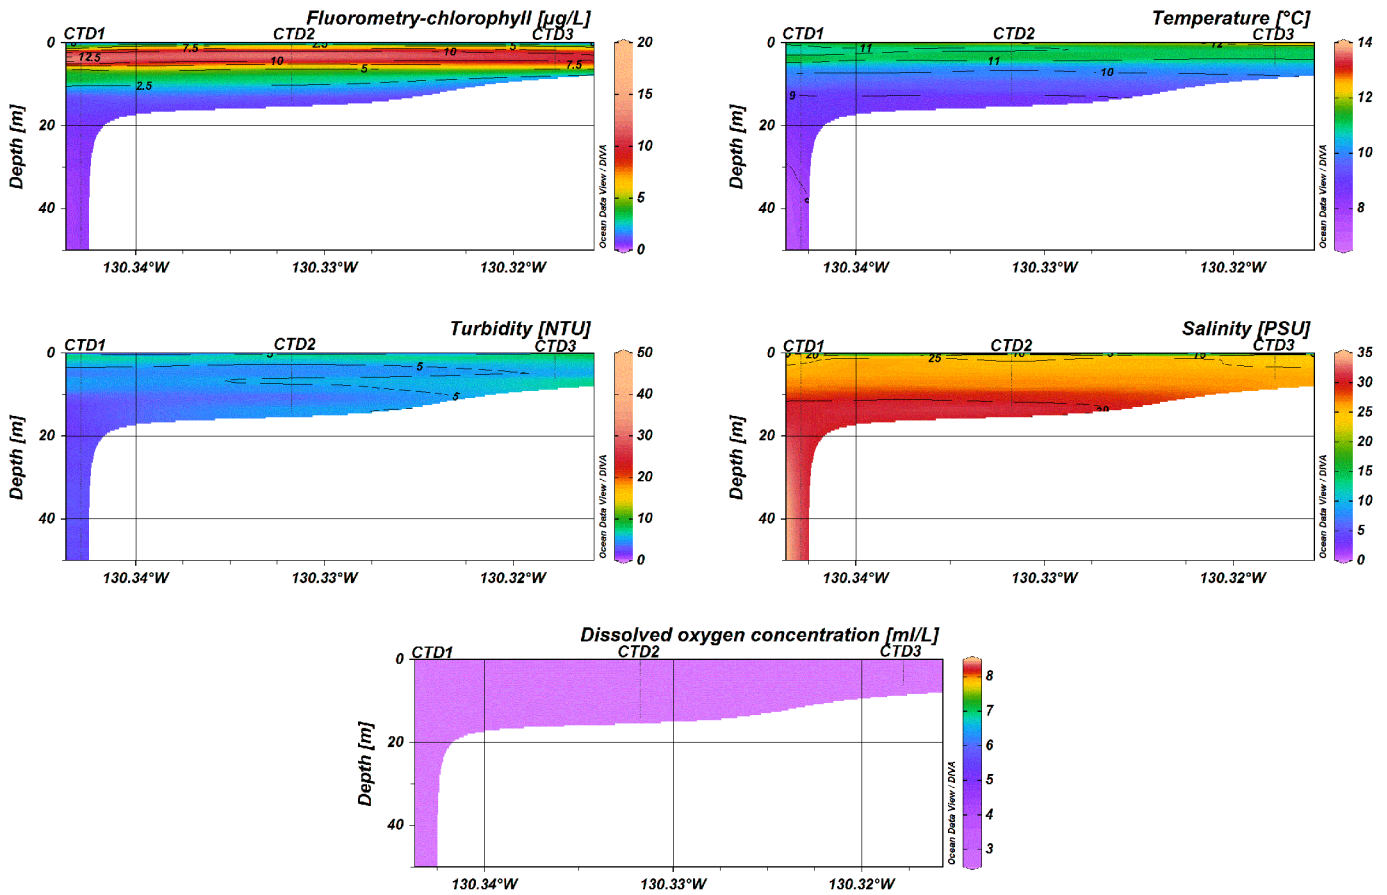 Fluorometry-chlorophyll [µg/L]
CTD1 CTD2 CTD3
0 20 40
Depth [m]
7.5 2.5 5
12.5 10 10 7.5
5
2.5
130.34°W 130.33°W 130.32°W
20 15 10 5 0
Ocean Data View / DIVA
Temperature [°C]
CTD1 CTD2 CTD3
0 20 40
Depth [m]
11 12
11
10
9
130.34°W 130.33°W 130.32°W
14 12 10 8
Ocean Data View / DIVA
Turbidity [NTU]
CTD1 CTD2 CTD3
0 20 40
Depth [m]
5
5
5
130.34°W 130.33°W 130.32°W
50 40 30 20 10 0
Ocean Data View / DIVA
Salinity [PSU]
CTD1 CTD2 CTD3
0 20 40
Depth [m]
20 25 15
130.34°W 130.33°W 130.32°W
35 30 25 20 15 10 5 0
Ocean Data View / DIVA
Dissolved oxygen concentration [ml/L]
CTD1 CTD2 CTD3
0 20 40
Depth [m]
130.34°W 130.33°W 130.32°W
8 7 6 5 4 3
Ocean Data View / DIVA